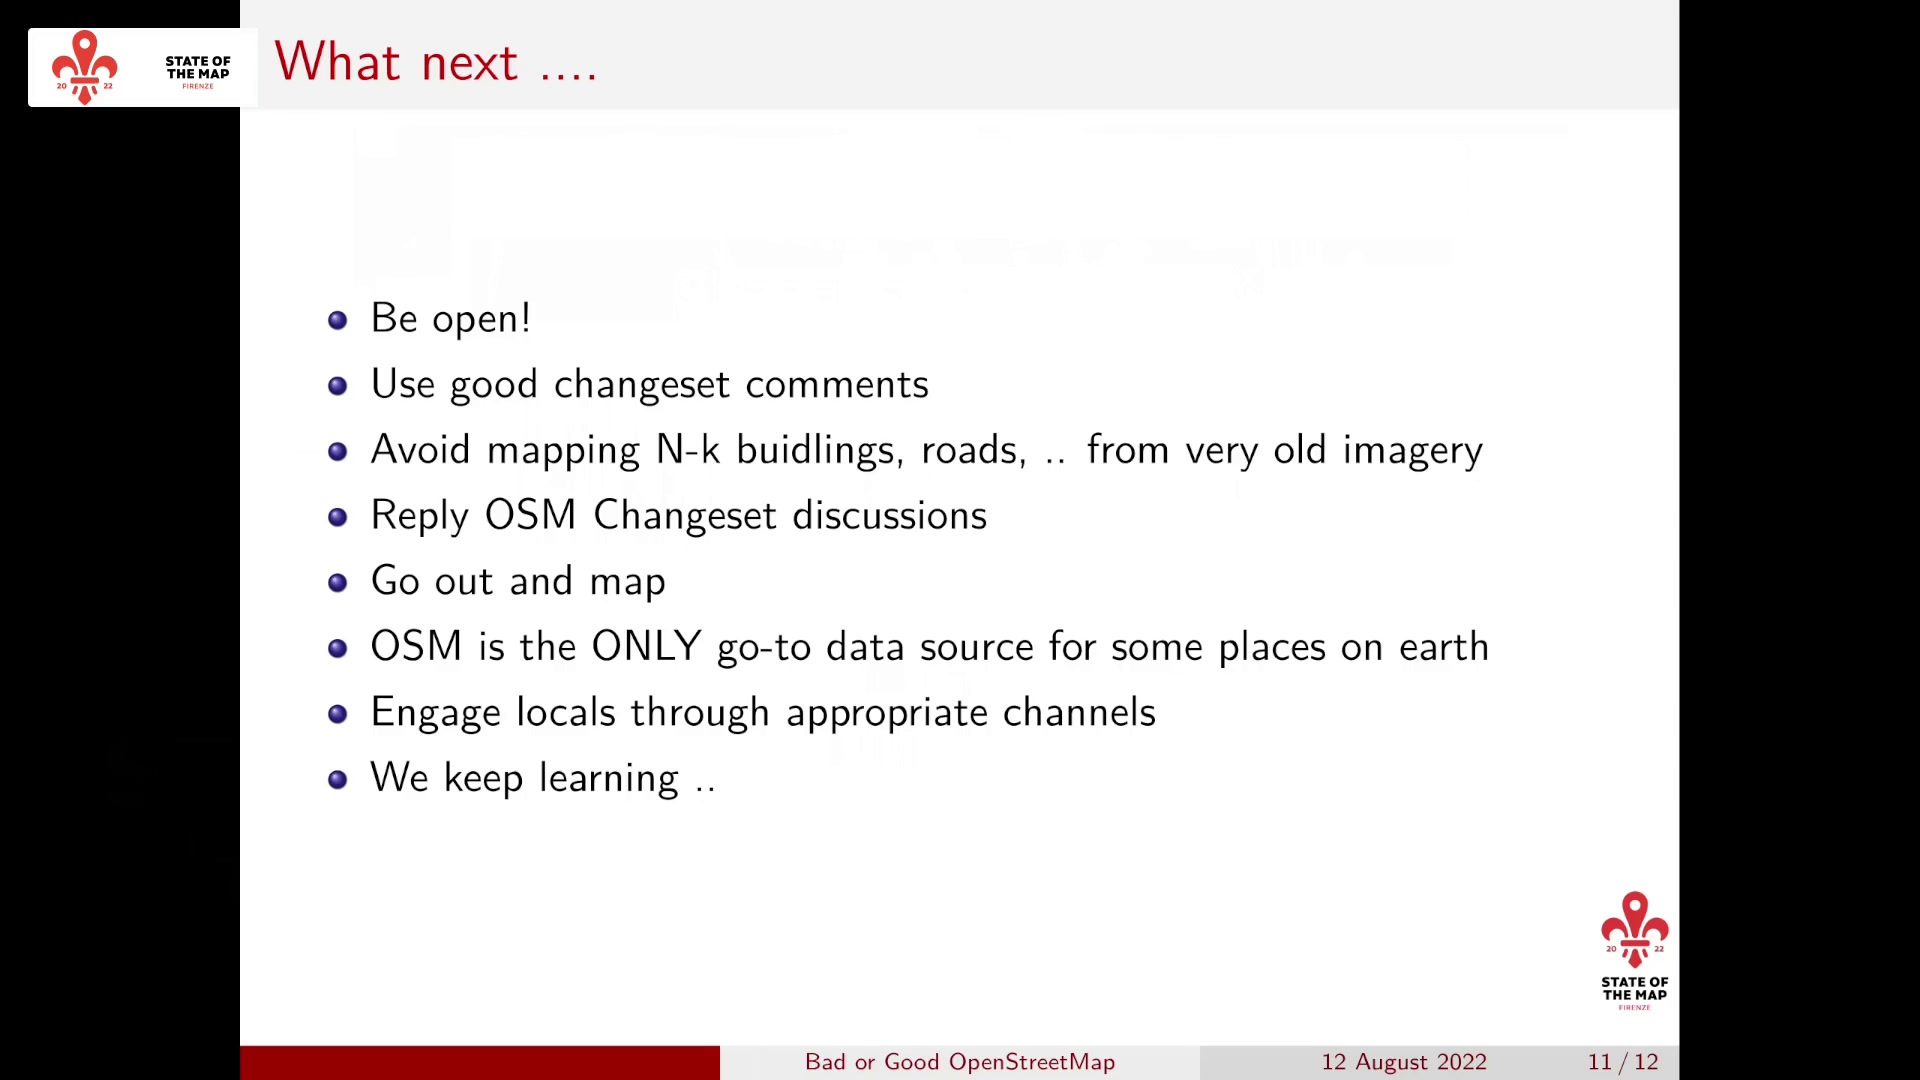 20 22
STATE OF
THE MAP
FIRENZE
What next ....
Be open!
Use good changeset comments
Avoid mapping N-k buidlings, roads, .. from very old imagery
Reply OSM Changeset discussions
Go out and map
OSM is the ONLY go-to data source for some places on earth
Engage locals through appropriate channels
We keep learning ..
20 22
STATE OF
THE MAP
FIRENZE
Bad or Good OpenStreetMap 12 August 2022 11 / 12